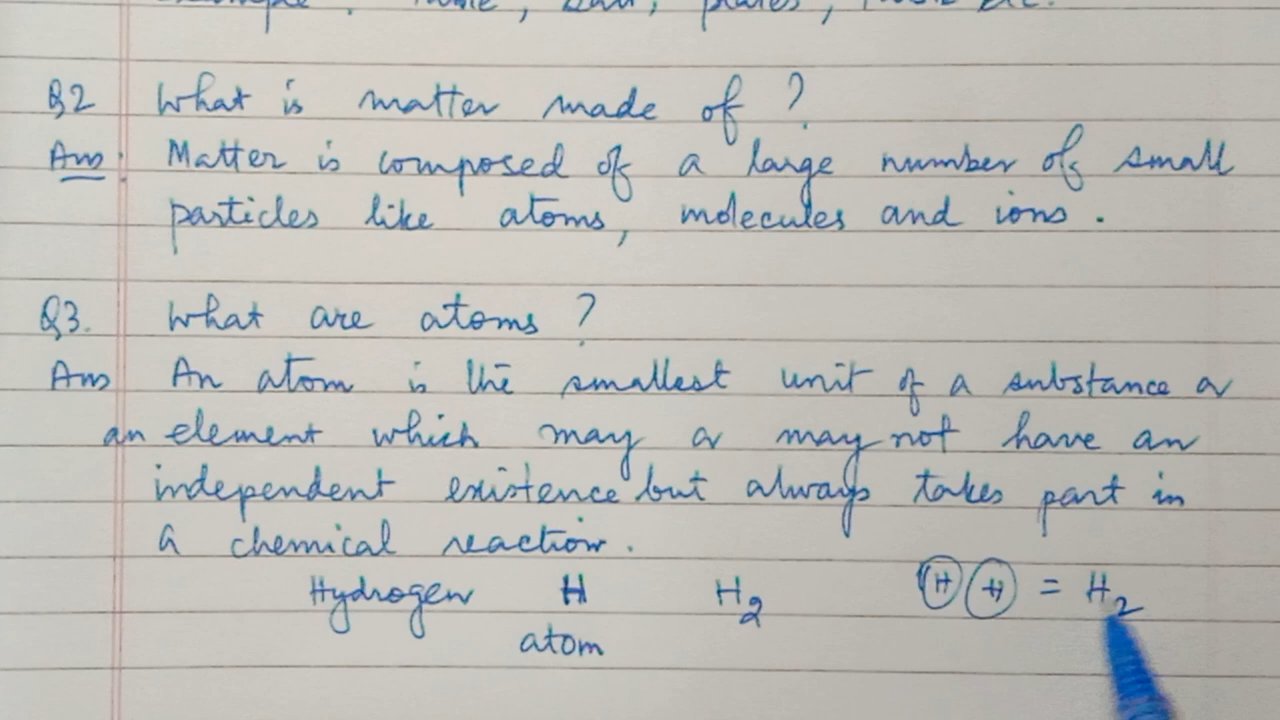 Q2 What is matter made of ?
Ans: Matter is composed of a large number of small
particles like atoms, molecules and ions.
Q3. What are atoms ?
Ans An atom is the smallest unit of a substance or
an element which may or may not have an
independent existence but always takes part in
a chemical reaction.
Hydrogen H H2 H H = H2
atom